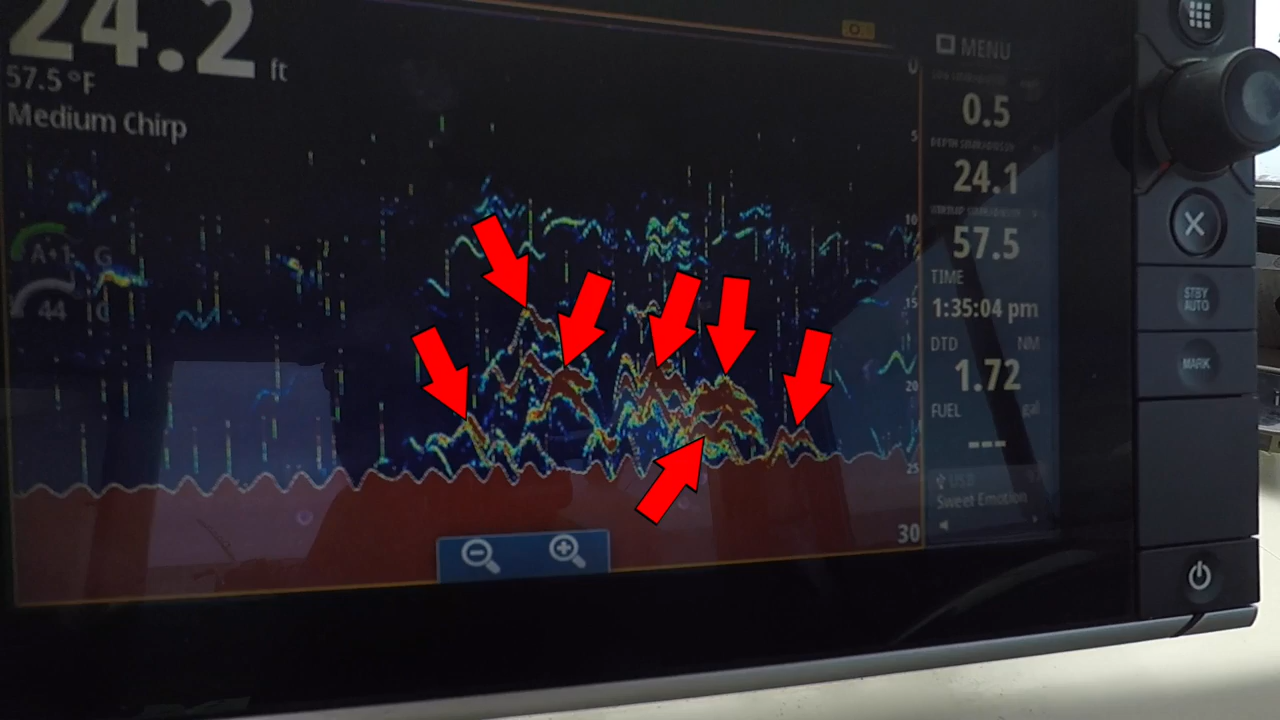 24.2 ft
57.5 °F
Medium Chirp
A+1 G
44 C
0
5
10
15
20
25
30
MENU
0.5
24.1
57.5
TIME
1:35:04 pm
DTD NM
1.72
FUEL gal
---
USB
Sweet Emotion
STBY
AUTO
MARK